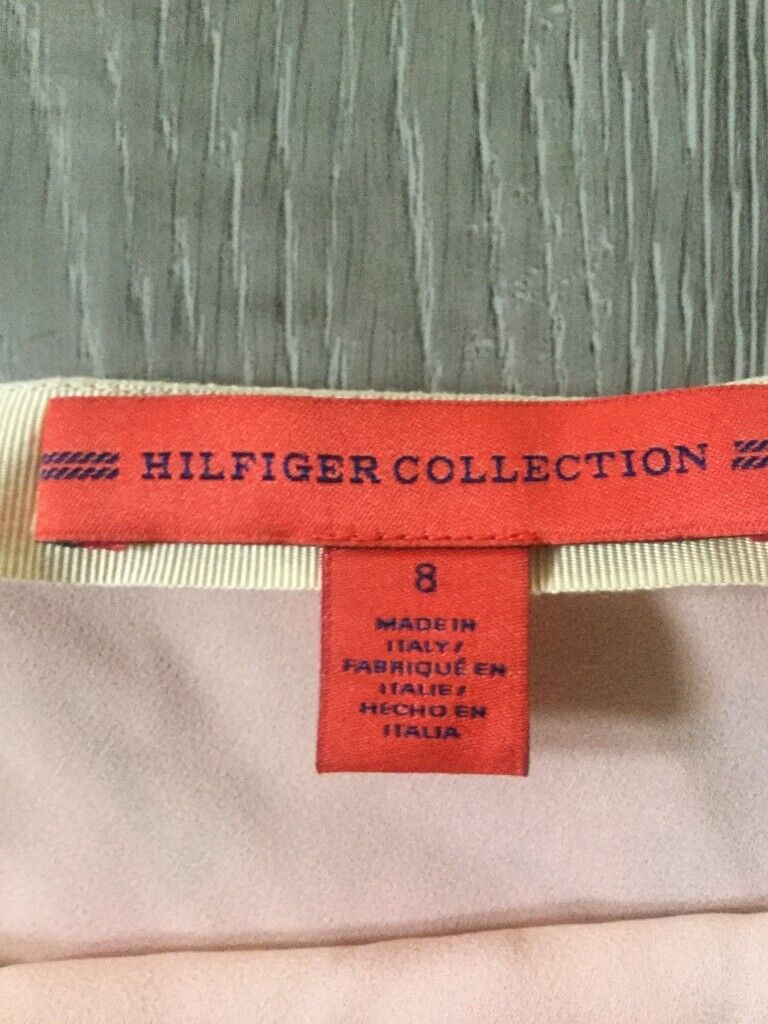 HILFIGER COLLECTION
8
MADE IN
ITALY/
FABRIQUÉ EN
ITALIE/
HECHO EN
ITALIA